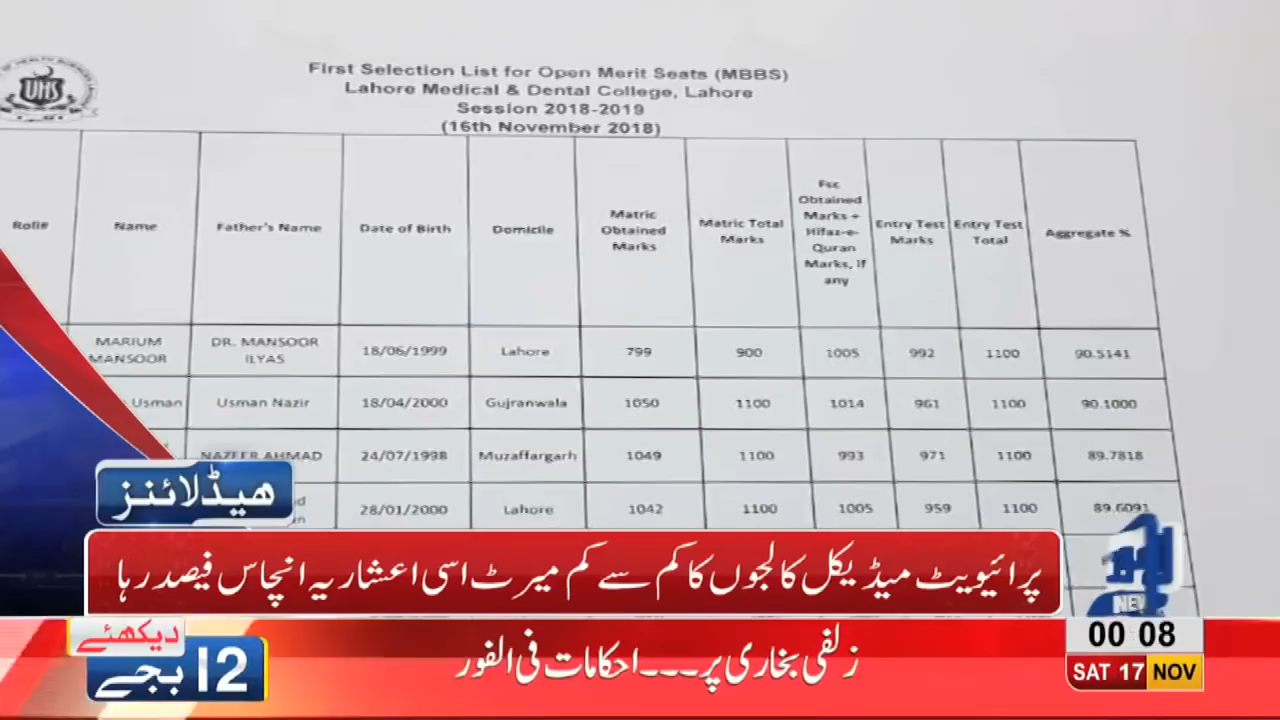 UHS
First Selection List for Open Merit Seats (MBBS)
Lahore Medical & Dental College, Lahore
Session 2018-2019
(16th November 2018)
Name Father's Name Date of Birth Domicile Matric Obtained Marks Matric Total Marks Fsc Obtained Marks + Hifaz-e-Quran Marks, if any Entry Test Marks Entry Test Total Aggregate %
MARIUM MANSOOR DR. MANSOOR ILYAS 18/06/1999 Lahore 799 900 1005 992 1100 90.5141
Usman Usman Nazir 18/04/2000 Gujranwala 1050 1100 1014 961 1100 90.1000
NAZEER AHMAD 24/07/1998 Muzaffargarh 1049 1100 993 971 1100 89.7818
28/01/2000 Lahore 1042 1100 1005 959 1100 89.6091
ھیڈلائنز
پرائیویٹ میڈیکل کالجوں کا کم سے کم میرٹ اسی اعشاریہ انچاس فیصد رہا
NEWS
دیکھئے
12 بجے
زلفی بخاری پر۔۔۔احکامات فی الفور
00 08
SAT 17 NOV